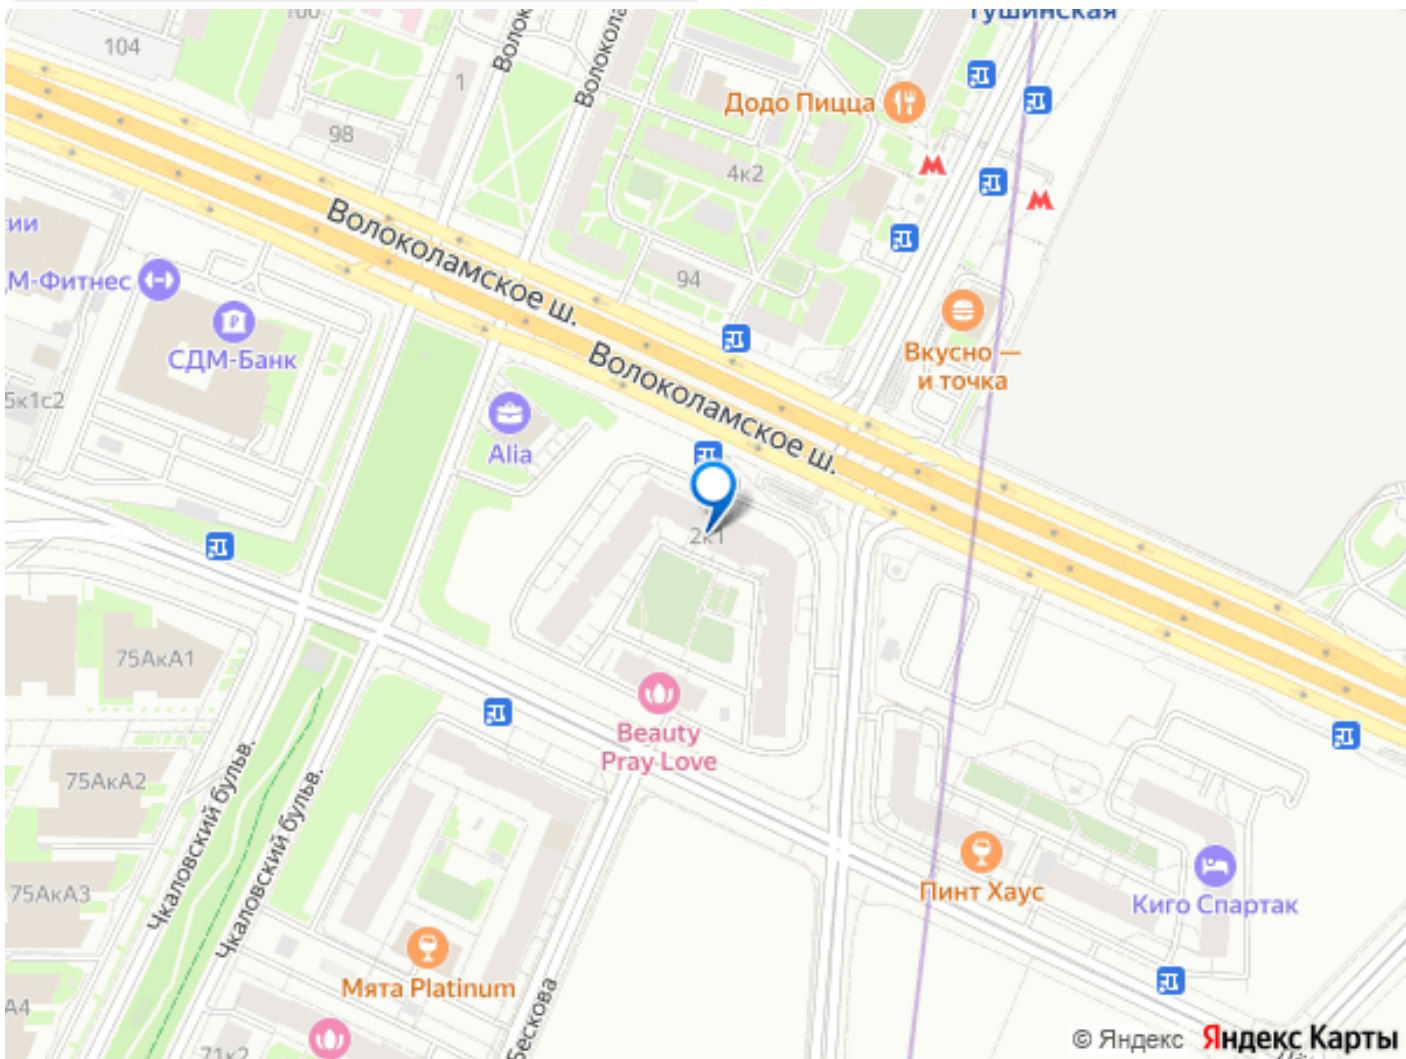 100
Тушинская
104
1
Волок
Волокола
Додо Пицца
98
4к2
ии
Волоколамское ш.
М-Фитнес
94
СДМ-Банк
Вкусно —
и точка
Волоколамское ш.
5к1с2
Alia
2к1
75АкА1
Beauty
Pray Love
75АкА2
Чкаловский бульв.
Чкаловский бульв.
75АкА3
Пинт Хаус
Киго Спартак
Мята Platinum
А4
71к2
Бескова
© Яндекс Яндекс Карты